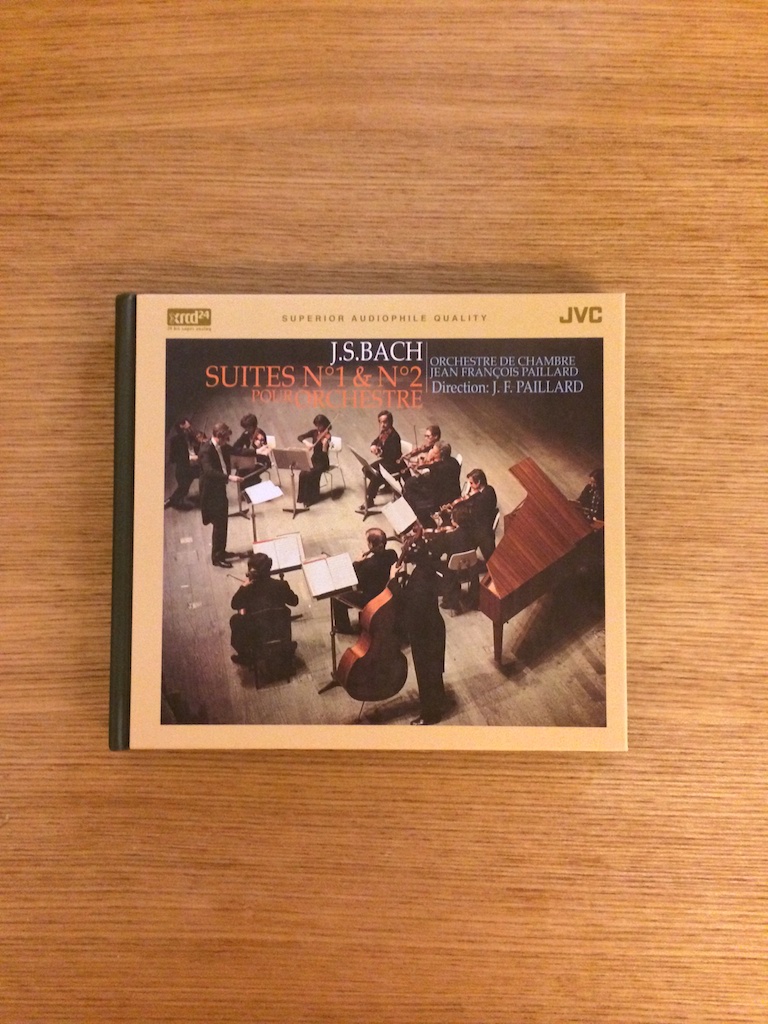 xrcd24
SUPERIOR AUDIOPHILE QUALITY
JVC
J.S.BACH
SUITES N°1 & N°2
POUR ORCHESTRE
ORCHESTRE DE CHAMBRE
JEAN FRANÇOIS PAILLARD
Direction: J. F. PAILLARD